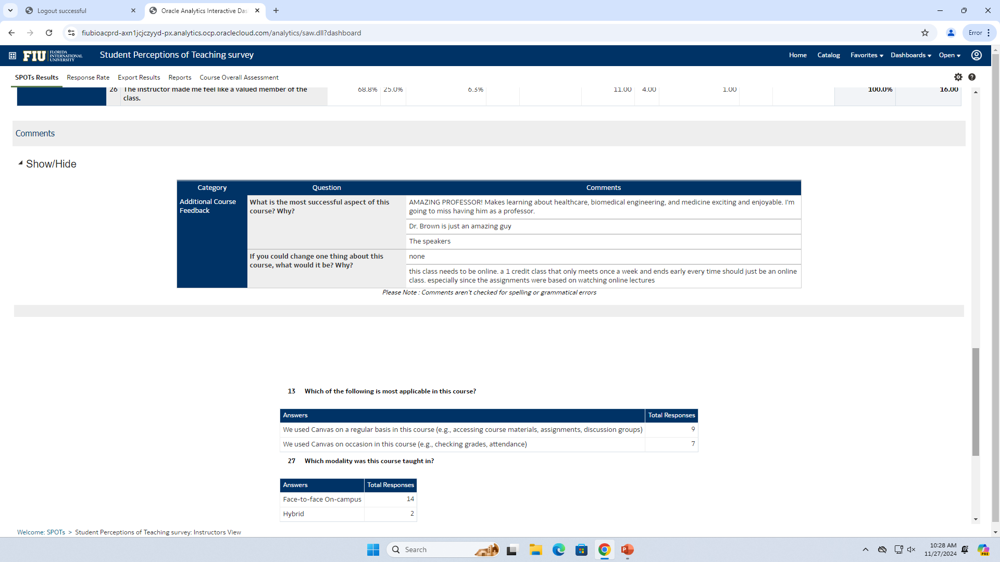 Logout successful
Oracle Analytics Interactive Das
fiubioacprd-axn1jcjczyyd-px.analytics.ocp.oraclecloud.com/analytics/saw.dll?dashboard
Error
FIU FLORIDA INTERNATIONAL UNIVERSITY
Student Perceptions of Teaching survey
Home Catalog Favorites Dashboards Open
SPOTs Results Response Rate Export Results Reports Course Overall Assessment
26 The instructor made me feel like a valued member of the 68.8% 25.0% 6.3% 11.00 4.00 1.00 100.0% 16.00
class.
Comments
Show/Hide
Category Question Comments
Additional Course
Feedback
What is the most successful aspect of this
course? Why?
AMAZING PROFESSOR! Makes learning about healthcare, biomedical engineering, and medicine exciting and enjoyable. I'm
going to miss having him as a professor.
Dr. Brown is just an amazing guy
The speakers
If you could change one thing about this
course, what would it be? Why?
none
this class needs to be online. a 1 credit class that only meets once a week and ends early every time should just be an online
class. especially since the assignments were based on watching online lectures
Please Note : Comments aren't checked for spelling or grammatical errors
13 Which of the following is most applicable in this course?
Answers Total Responses
We used Canvas on a regular basis in this course (e.g., accessing course materials, assignments, discussion groups) 9
We used Canvas on occasion in this course (e.g., checking grades, attendance) 7
27 Which modality was this course taught in?
Answers Total Responses
Face-to-face On-campus 14
Hybrid 2
Welcome: SPOTs > Student Perceptions of Teaching survey: Instructors View
Search
10:28 AM
11/27/2024
PRE